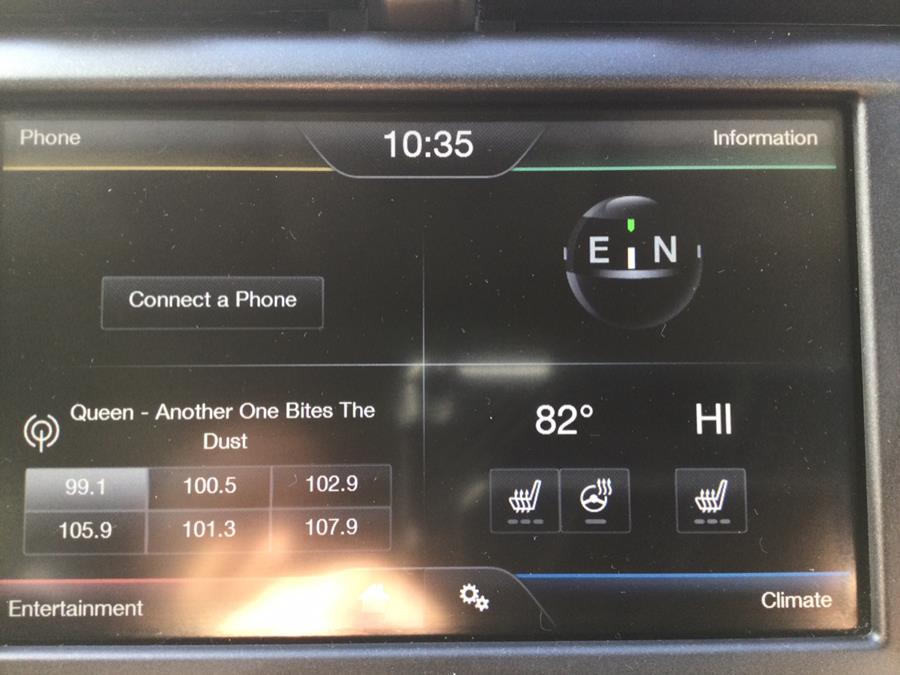 Phone
10:35
Information
E N
Connect a Phone
Queen - Another One Bites The
Dust
99.1 100.5 102.9
105.9 101.3 107.9
82° HI
Entertainment
Climate